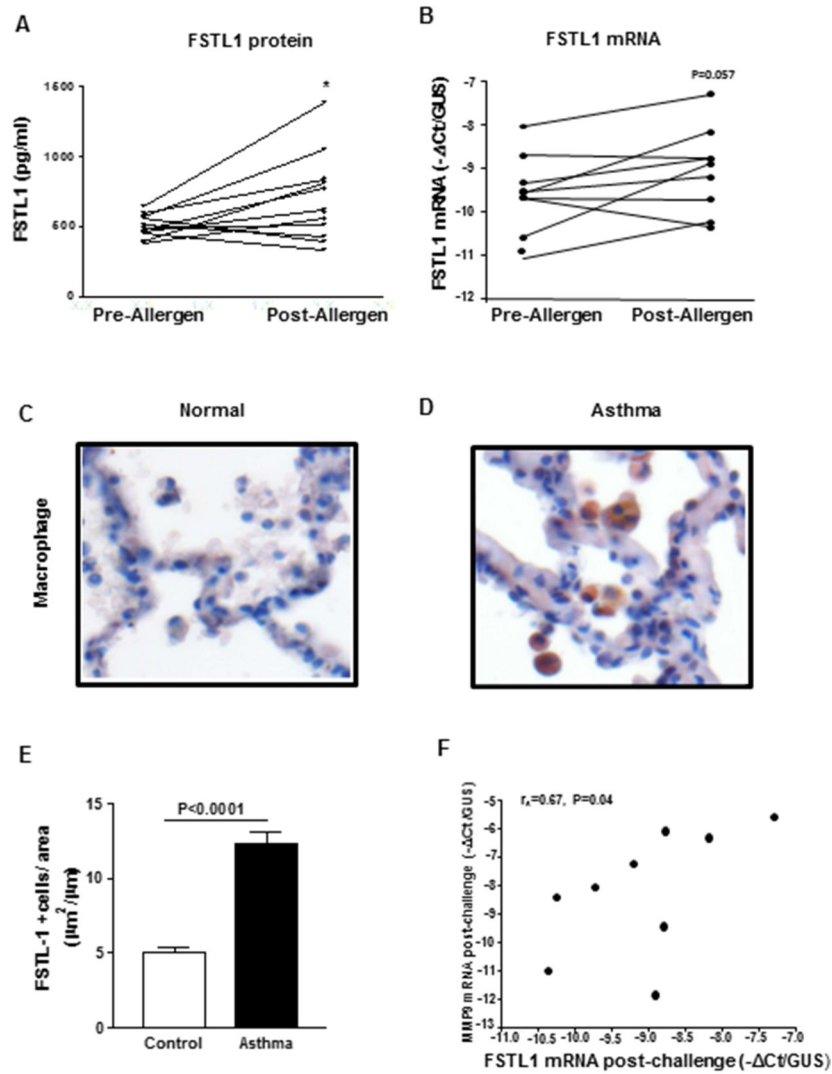 A
FSTL1 protein
FSTL1 (pg/ml)
1500
1000
500
0
*
Pre-Allergen
Post-Allergen
B
FSTL1 mRNA
FSTL1 mRNA (-ΔCt/GUS)
P=0.057
-7
-8
-9
-10
-11
-12
Pre-Allergen
Post-Allergen
C
Normal
D
Asthma
Macrophage
E
FSTL-1 +cells/ area
(μm²/μm)
P<0.0001
15
10
5
0
Control
Asthma
F
MMP9 mRNA post-challenge (-ΔCt/GUS)
-5
-6
-7
-8
-9
-10
-11
-12
-13
P=0.04
-11.0
-10.5
-10.0
-9.5
-9.0
-8.5
-8.0
-7.5
-7.0
FSTL1 mRNA post-challenge (-ΔCt/GUS)